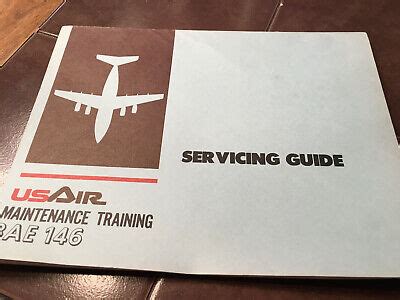 SERVICING GUIDE
USAIR
MAINTENANCE TRAINING
BAE 146